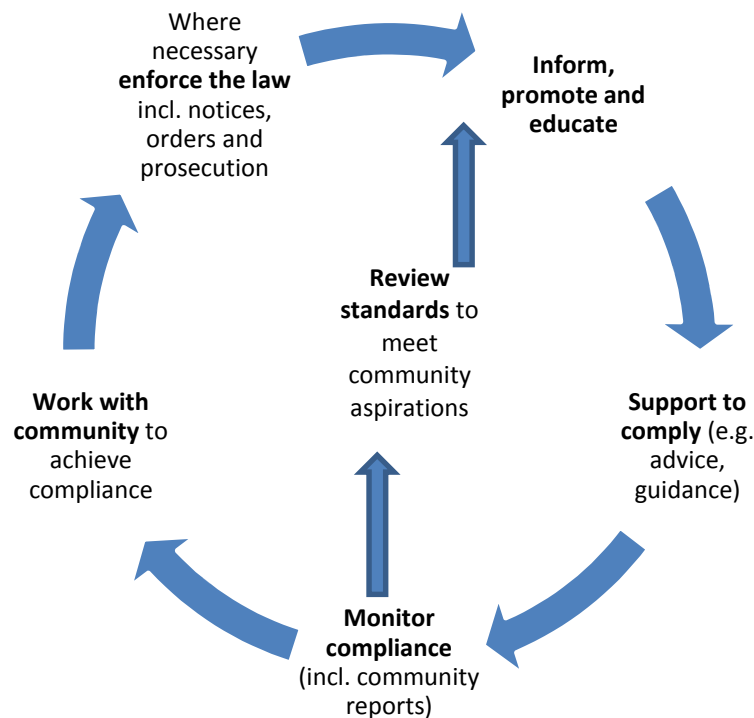 Where
necessary
enforce the law
incl. notices,
orders and
prosecution
Inform,
promote and
educate
Review
standards to
meet
community
aspirations
Work with
community to
achieve
compliance
Support to
comply (e.g.
advice,
guidance)
Monitor
compliance
(incl. community
reports)